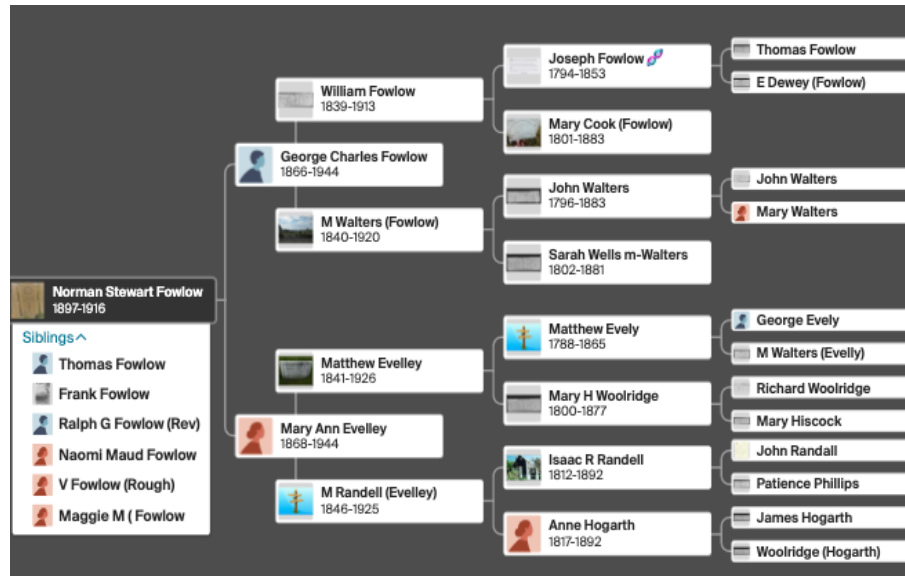 Joseph Fowlow
1794-1853
Thomas Fowlow
E Dewey (Fowlow)
William Fowlow
1839-1913
Mary Cook (Fowlow)
1801-1883
George Charles Fowlow
1866-1944
John Walters
1796-1883
John Walters
Mary Walters
M Walters (Fowlow)
1840-1920
Sarah Wells m-Walters
1802-1881
Norman Stewart Fowlow
1897-1916
Siblings
Thomas Fowlow
Frank Fowlow
Ralph G Fowlow (Rev)
Naomi Maud Fowlow
V Fowlow (Rough)
Maggie M ( Fowlow
Matthew Evely
1788-1865
George Evely
M Walters (Evelly)
Matthew Evelley
1841-1926
Mary H Woolridge
1800-1877
Richard Woolridge
Mary Hiscock
Mary Ann Evelley
1868-1944
Isaac R Randell
1812-1892
John Randall
Patience Phillips
M Randell (Evelley)
1846-1925
Anne Hogarth
1817-1892
James Hogarth
Woolridge (Hogarth)